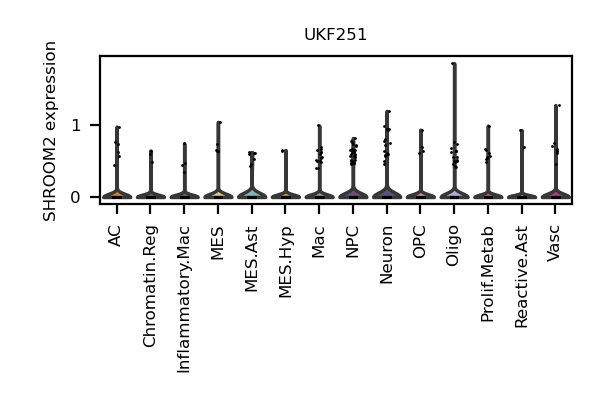 UKF251
SHROOM2 expression
1
0
AC
Chromatin.Reg
Inflammatory.Mac
MES
MES.Ast
MES.Hyp
Mac
NPC
Neuron
OPC
Oligo
Prolif.Metab
Reactive.Ast
Vasc